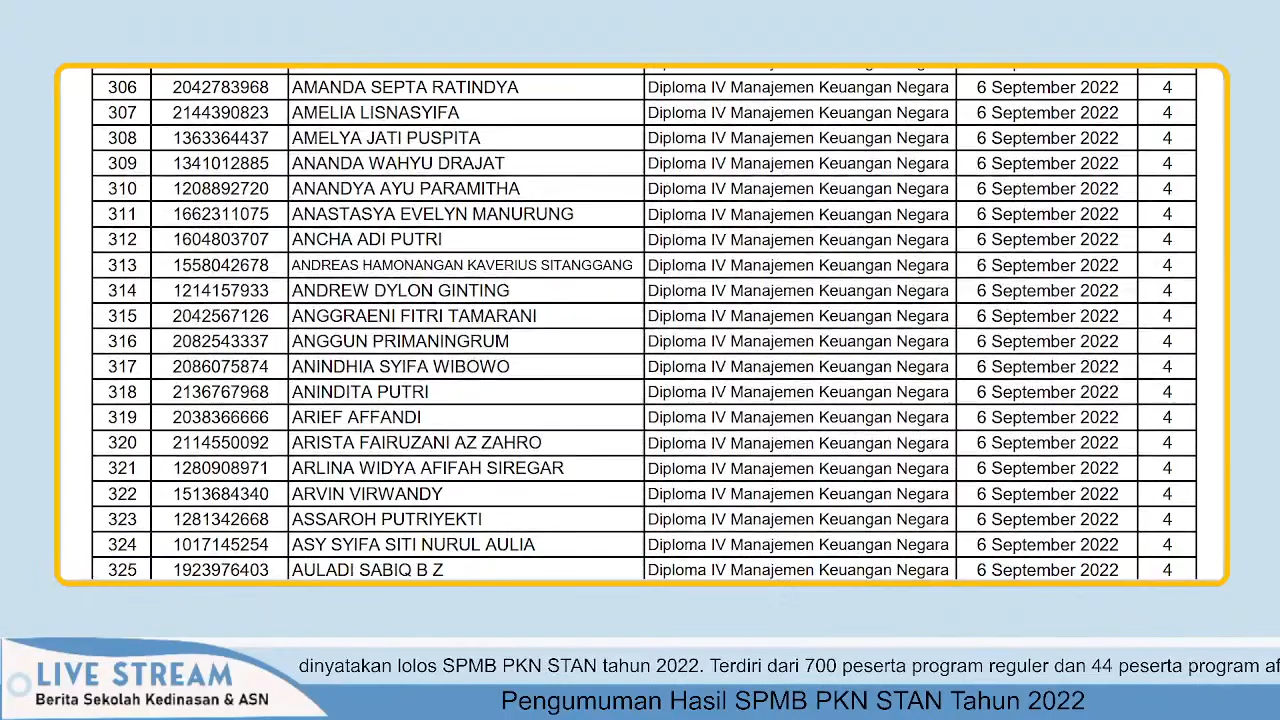 306 2042783968 AMANDA SEPTA RATINDYA Diploma IV Manajemen Keuangan Negara 6 September 2022 4
307 2144390823 AMELIA LISNASYIFA Diploma IV Manajemen Keuangan Negara 6 September 2022 4
308 1363364437 AMELYA JATI PUSPITA Diploma IV Manajemen Keuangan Negara 6 September 2022 4
309 1341012885 ANANDA WAHYU DRAJAT Diploma IV Manajemen Keuangan Negara 6 September 2022 4
310 1208892720 ANANDYA AYU PARAMITHA Diploma IV Manajemen Keuangan Negara 6 September 2022 4
311 1662311075 ANASTASYA EVELYN MANURUNG Diploma IV Manajemen Keuangan Negara 6 September 2022 4
312 1604803707 ANCHA ADI PUTRI Diploma IV Manajemen Keuangan Negara 6 September 2022 4
313 1558042678 ANDREAS HAMONANGAN KAVERIUS SITANGGANG Diploma IV Manajemen Keuangan Negara 6 September 2022 4
314 1214157933 ANDREW DYLON GINTING Diploma IV Manajemen Keuangan Negara 6 September 2022 4
315 2042567126 ANGGRAENI FITRI TAMARANI Diploma IV Manajemen Keuangan Negara 6 September 2022 4
316 2082543337 ANGGUN PRIMANINGRUM Diploma IV Manajemen Keuangan Negara 6 September 2022 4
317 2086075874 ANINDHIA SYIFA WIBOWO Diploma IV Manajemen Keuangan Negara 6 September 2022 4
318 2136767968 ANINDITA PUTRI Diploma IV Manajemen Keuangan Negara 6 September 2022 4
319 2038366666 ARIEF AFFANDI Diploma IV Manajemen Keuangan Negara 6 September 2022 4
320 2114550092 ARISTA FAIRUZANI AZ ZAHRO Diploma IV Manajemen Keuangan Negara 6 September 2022 4
321 1280908971 ARLINA WIDYA AFIFAH SIREGAR Diploma IV Manajemen Keuangan Negara 6 September 2022 4
322 1513684340 ARVIN VIRWANDY Diploma IV Manajemen Keuangan Negara 6 September 2022 4
323 1281342668 ASSAROH PUTRIYEKTI Diploma IV Manajemen Keuangan Negara 6 September 2022 4
324 1017145254 ASY SYIFA SITI NURUL AULIA Diploma IV Manajemen Keuangan Negara 6 September 2022 4
325 1923976403 AULADI SABIQ B Z Diploma IV Manajemen Keuangan Negara 6 September 2022 4
LIVE STREAM
Berita Sekolah Kedinasan & ASN
dinyatakan lolos SPMB PKN STAN tahun 2022. Terdiri dari 700 peserta program reguler dan 44 peserta program af
Pengumuman Hasil SPMB PKN STAN Tahun 2022